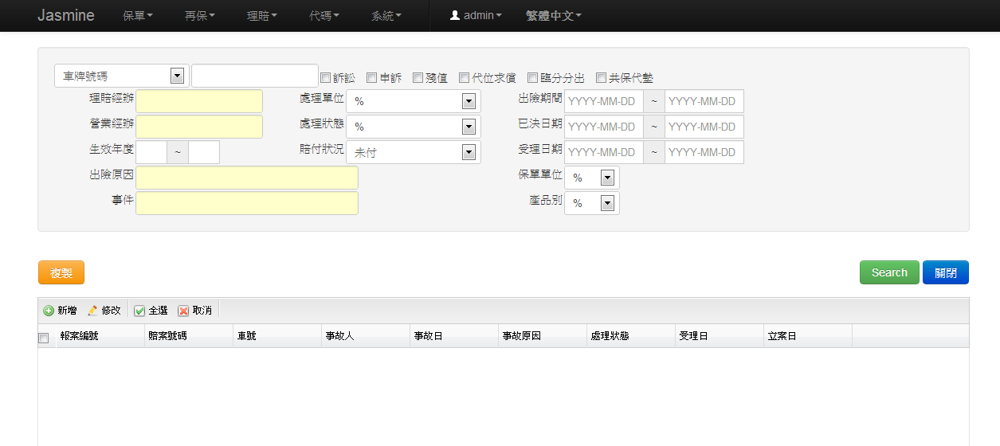 Jasmine 保單 再保 理賠 代碼 系統 admin 繁體中文
車牌號碼 訴訟 申訴 殘值 代位求償 臨分分出 共保代墊
理賠經辦 處理單位 % 出險期間 YYYY-MM-DD ~ YYYY-MM-DD
營業經辦 處理狀態 % 已決日期 YYYY-MM-DD ~ YYYY-MM-DD
生效年度 ~ 賠付狀況 未付 受理日期 YYYY-MM-DD ~ YYYY-MM-DD
出險原因 保單單位 %
事件 產品別 %
複製 Search 關閉
新增 修改 全選 取消
報案編號 賠案號碼 車號 事故人 事故日 事故原因 處理狀態 受理日 立案日